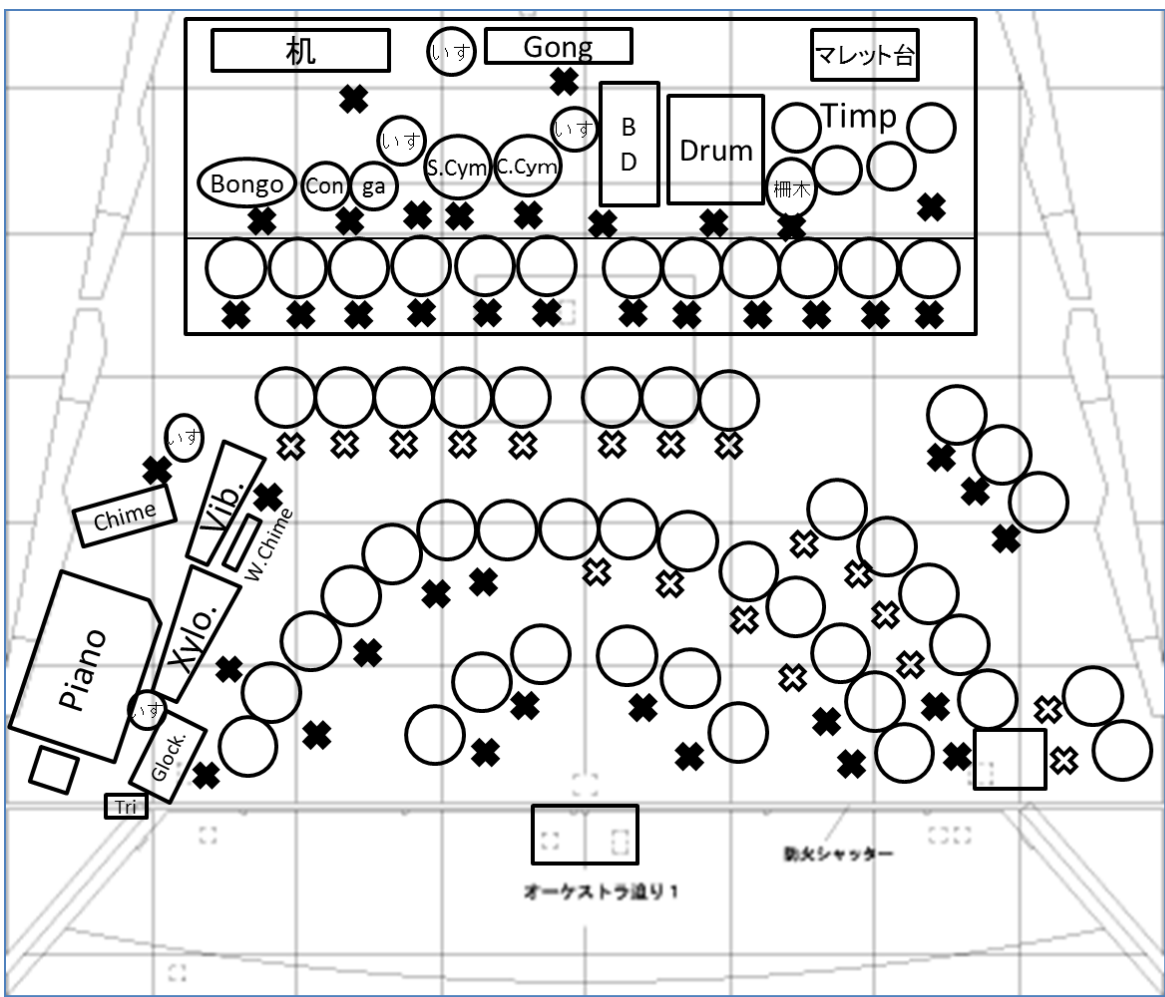 机
いす
Gong
マレット台
いす
いす
B
D
Drum
Timp
Bongo
Con
ga
S.Cym
C.Cym
柵木
いす
Chime
Vib.
W.Chime
Piano
Xylo.
いす
Glock.
Tri
防火シャッター
オーケストラ迫り1